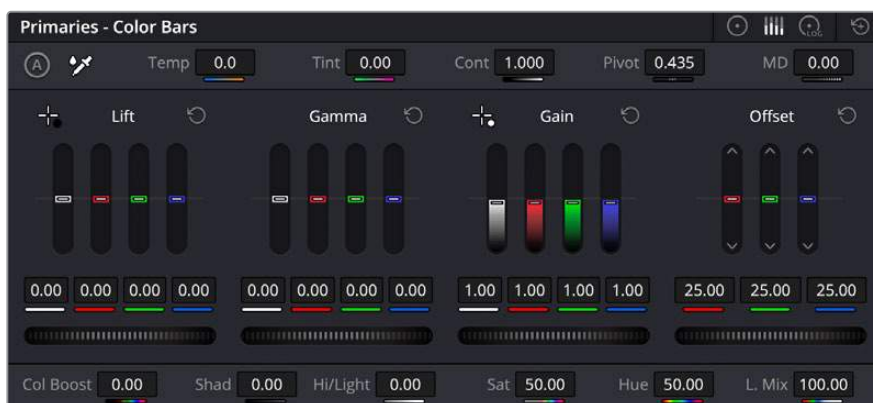 Primaries - Color Bars
LOG
A Temp 0.0 Tint 0.00 Cont 1.000 Pivot 0.435 MD 0.00
Lift Gamma Gain Offset
0.00 0.00 0.00 0.00 0.00 0.00 0.00 0.00 1.00 1.00 1.00 1.00 25.00 25.00 25.00
Col Boost 0.00 Shad 0.00 Hi/Light 0.00 Sat 50.00 Hue 50.00 L. Mix 100.00